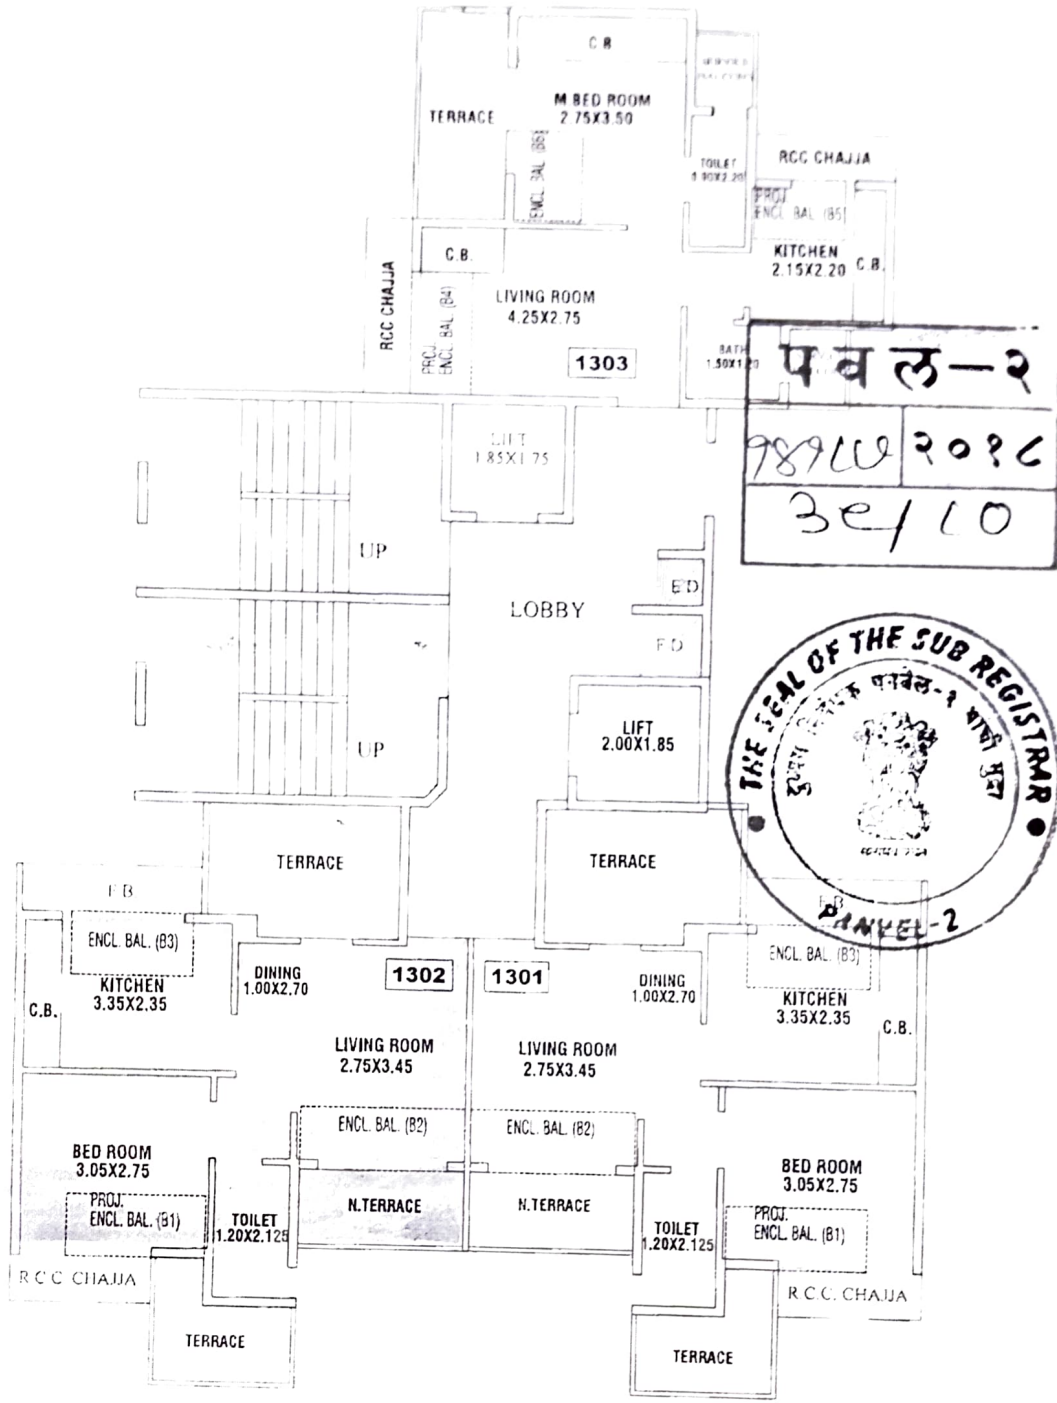 C B
M BED ROOM
2.75X3.50
TERRACE
ENCL. BAL. (B6)
TOILET
RCC CHAJJA
PROJ.
ENCL. BAL. (B5)
KITCHEN
2.15X2.20
C.B.
C.B.
RCC CHAJJA
PROJ.
ENCL. BAL. (B4)
LIVING ROOM
4.25X2.75
1303
BATH
1.50X1.20
प व ल - २
२०१८
३९/८०
LIFT
1.85X1.75
UP
LOBBY
E D
F D
LIFT
2.00X1.85
UP
THE SEAL OF THE SUB REGISTRAR
PANVEL-2
TERRACE
TERRACE
F B
F B
ENCL. BAL. (B3)
KITCHEN
3.35X2.35
C.B.
DINING
1.00X2.70
1302
1301
DINING
1.00X2.70
ENCL. BAL. (B3)
KITCHEN
3.35X2.35
C.B.
LIVING ROOM
2.75X3.45
LIVING ROOM
2.75X3.45
ENCL. BAL. (B2)
ENCL. BAL. (B2)
BED ROOM
3.05X2.75
PROJ.
ENCL. BAL. (B1)
TOILET
1.20X2.125
N.TERRACE
N.TERRACE
TOILET
1.20X2.125
BED ROOM
3.05X2.75
PROJ.
ENCL. BAL. (B1)
R C C CHAJJA
R C.C. CHAJJA
TERRACE
TERRACE